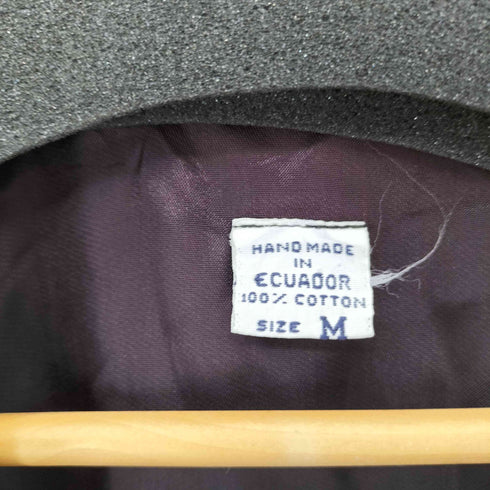 HAND MADE
IN
ECUADOR
100% COTTON
SIZE M